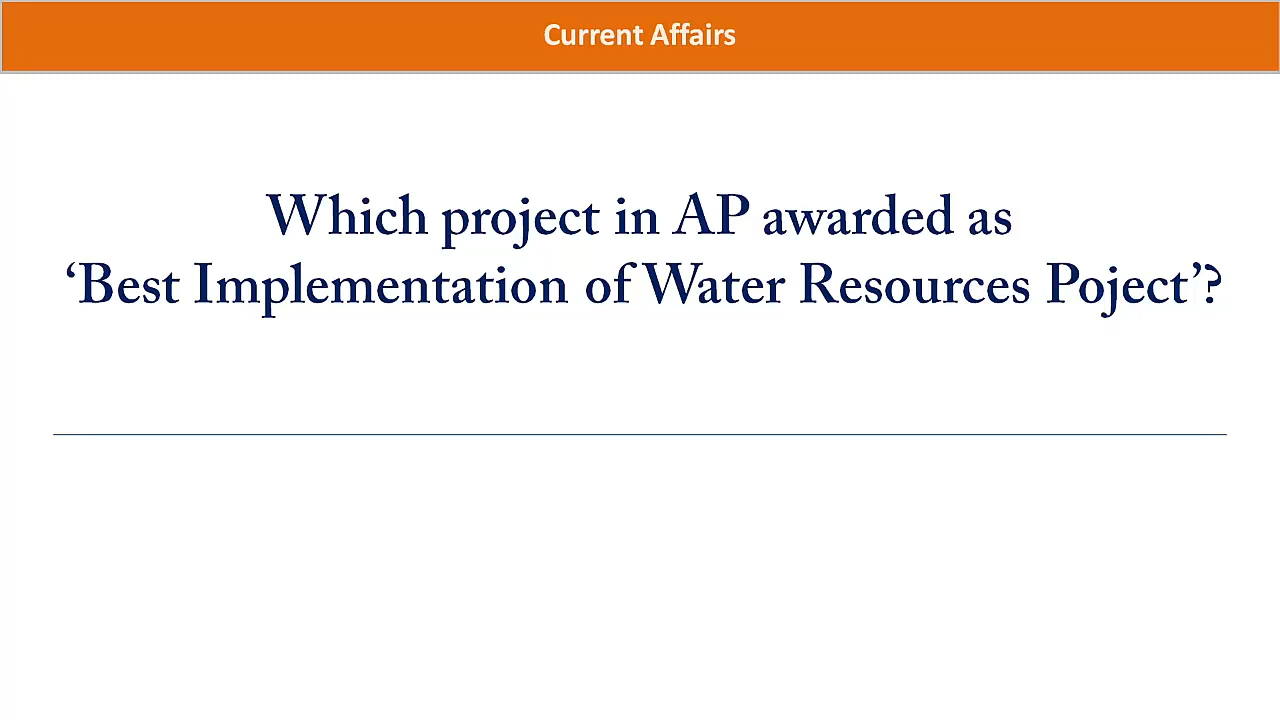 Current Affairs
Which project in AP awarded as
‘Best Implementation of Water Resources Poject’?